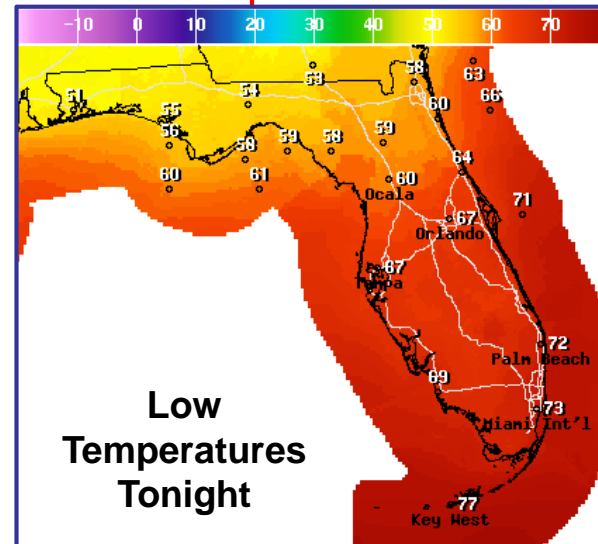 -10 0 10 20 30 40 50 60 70
53 58 63
51 54 66
55 60
56 59
58 59 58 64
60 61 60
Ocala
71
67
Orlando
67
Tampa
72
Palm Beach
69
73
Miami Int'l
Low
Temperatures
Tonight
77
Key West